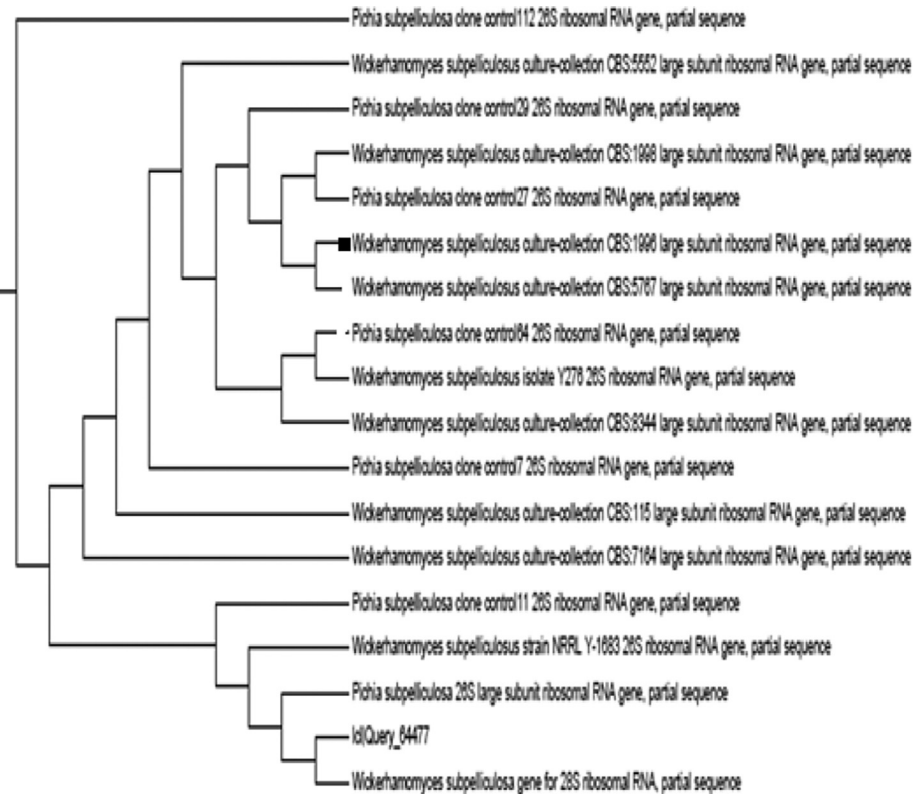 Pichia subpelliculosa clone control112 26S ribosomal RNA gene, partial sequence
Wickerhamomyces subpelliculosus culture-collection CBS:5552 large subunit ribosomal RNA gene, partial sequence
Pichia subpelliculosa clone control29 26S ribosomal RNA gene, partial sequence
Wickerhamomyces subpelliculosus culture-collection CBS:1998 large subunit ribosomal RNA gene, partial sequence
Pichia subpelliculosa clone control27 26S ribosomal RNA gene, partial sequence
Wickerhamomyces subpelliculosus culture-collection CBS:1996 large subunit ribosomal RNA gene, partial sequence
Wickerhamomyces subpelliculosus culture-collection CBS:5767 large subunit ribosomal RNA gene, partial sequence
Pichia subpelliculosa clone control64 26S ribosomal RNA gene, partial sequence
Wickerhamomyces subpelliculosus isolate Y276 26S ribosomal RNA gene, partial sequence
Wickerhamomyces subpelliculosus culture-collection CBS:8344 large subunit ribosomal RNA gene, partial sequence
Pichia subpelliculosa clone control7 26S ribosomal RNA gene, partial sequence
Wickerhamomyces subpelliculosus culture-collection CBS:115 large subunit ribosomal RNA gene, partial sequence
Wickerhamomyces subpelliculosus culture-collection CBS:7164 large subunit ribosomal RNA gene, partial sequence
Pichia subpelliculosa clone control11 26S ribosomal RNA gene, partial sequence
Wickerhamomyces subpelliculosus strain NRRL Y-1683 26S ribosomal RNA gene, partial sequence
Pichia subpelliculosa 26S large subunit ribosomal RNA gene, partial sequence
lcl|Query_64477
Wickerhamomyces subpelliculosa gene for 28S ribosomal RNA, partial sequence